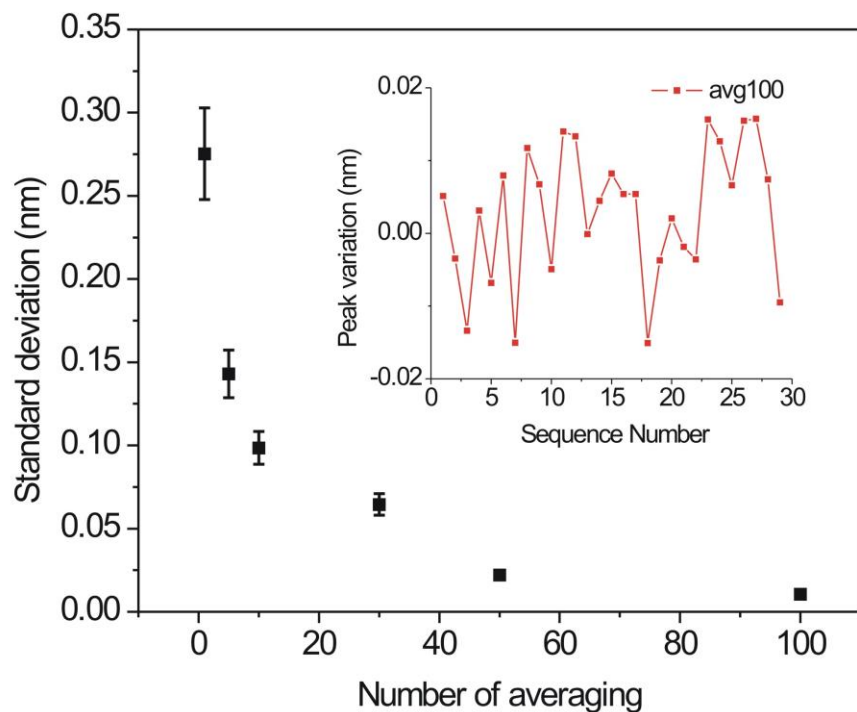 0.35
0.30
0.25
0.20
0.15
0.10
0.05
0.00
Standard deviation (nm)
0 20 40 60 80 100
Number of averaging
avg100
0.02
0.00
-0.02
Peak variation (nm)
0 5 10 15 20 25 30
Sequence Number